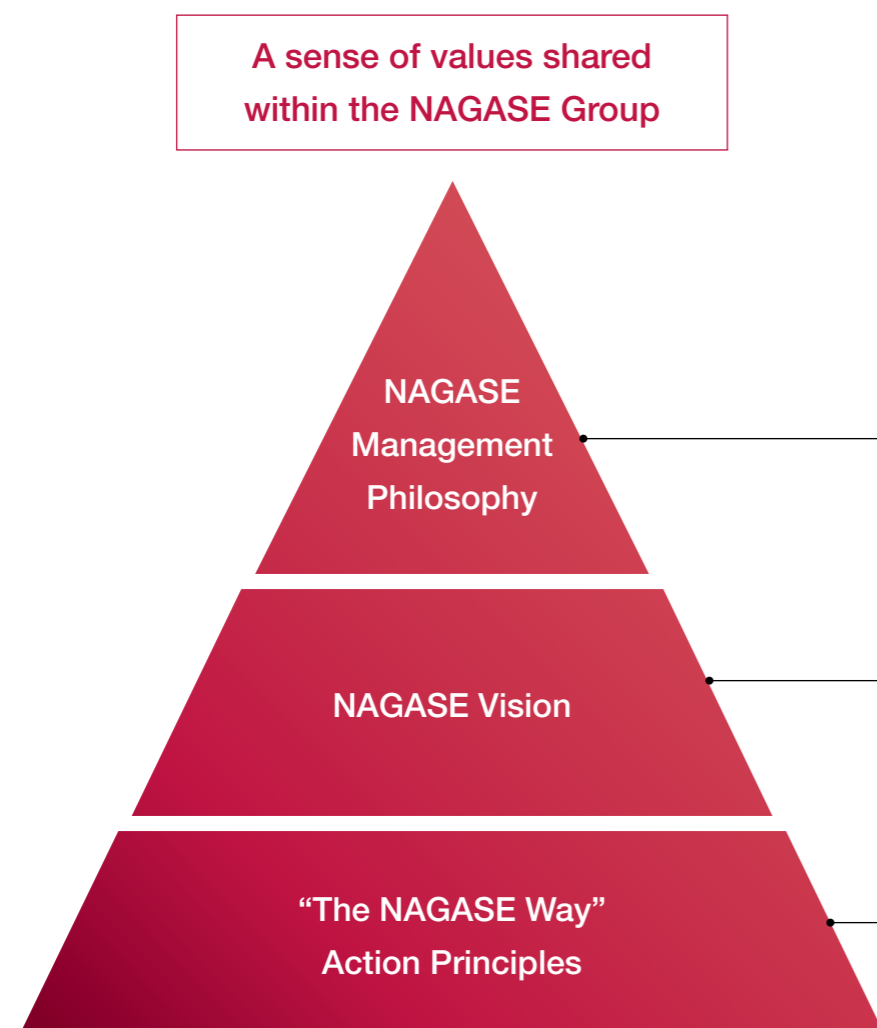 A sense of values shared
within the NAGASE Group
NAGASE
Management
Philosophy
NAGASE Vision
“The NAGASE Way”
Action Principles